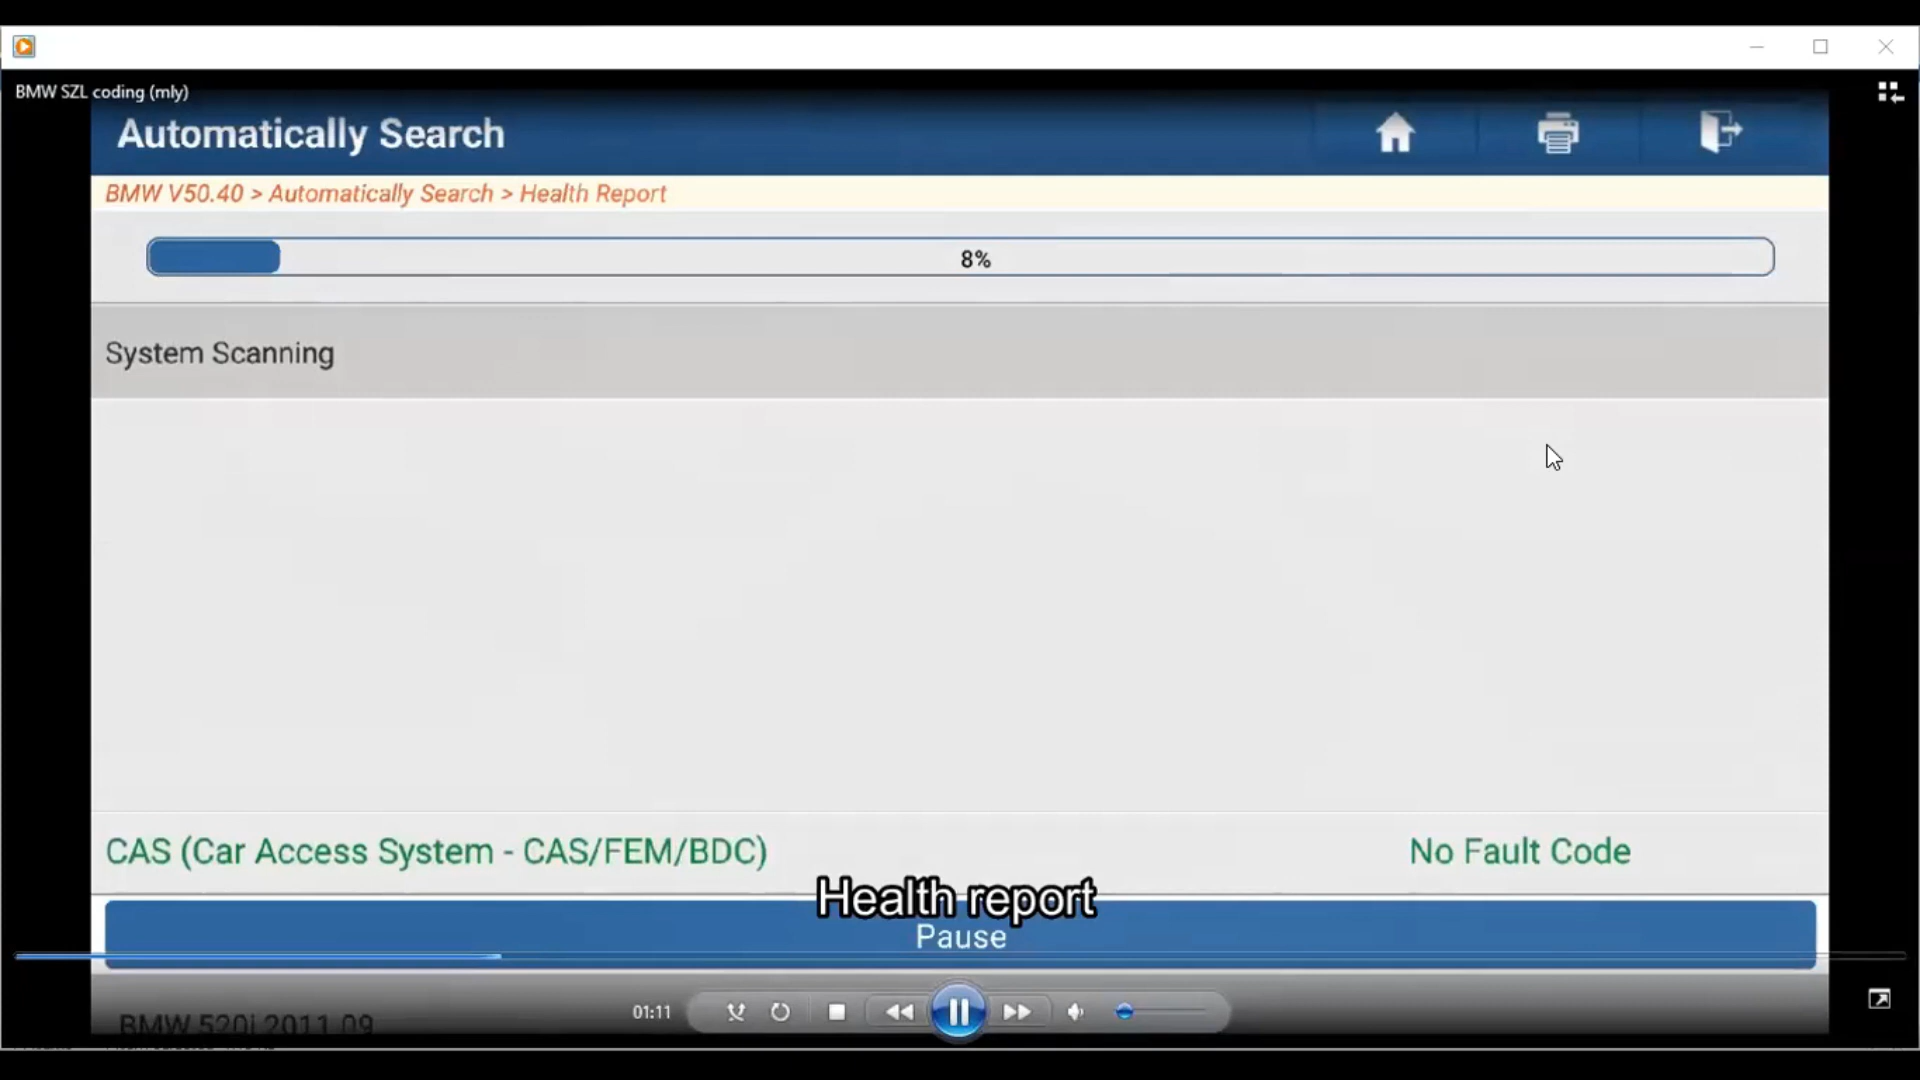 BMW SZL coding (mly)
Automatically Search
BMW V50.40 > Automatically Search > Health Report
8%
System Scanning
CAS (Car Access System - CAS/FEM/BDC)
No Fault Code
Health report
Pause
BMW 520i 2011.09
01:11